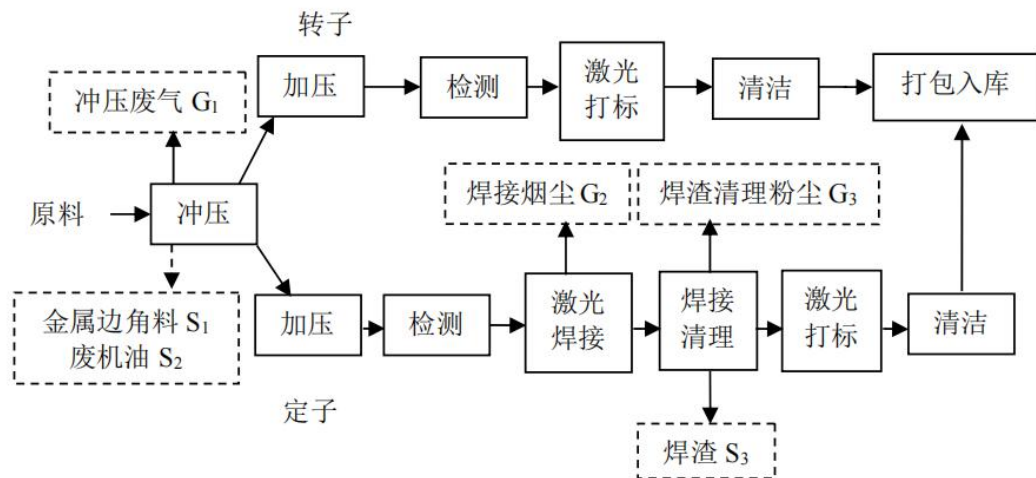 转子
冲压废气 G₁
加压
检测
激光
打标
清洁
打包入库
原料
冲压
焊接烟尘 G₂
焊渣清理粉尘 G₃
金属边角料 S₁
废机油 S₂
加压
检测
激光
焊接
焊接
清理
激光
打标
清洁
定子
焊渣 S₃